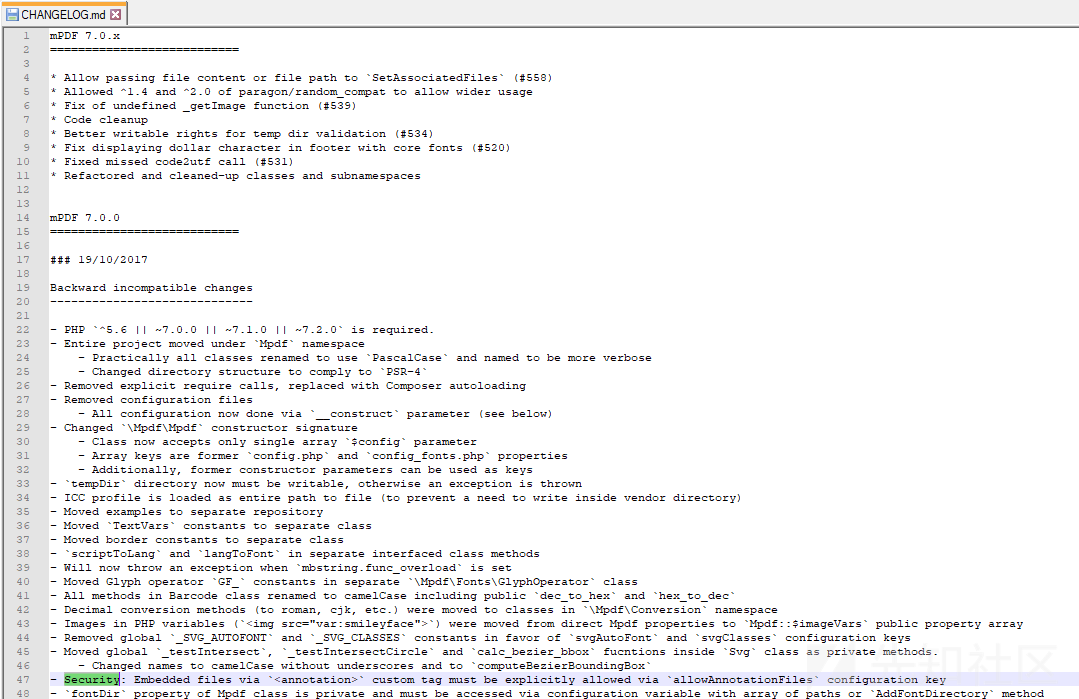 CHANGELOG.md
1 mPDF 7.0.x
2 ===========================
3
4 * Allow passing file content or file path to `SetAssociatedFiles` (#558)
5 * Allowed ^1.4 and ^2.0 of paragon/random_compat to allow wider usage
6 * Fix of undefined _getImage function (#539)
7 * Code cleanup
8 * Better writable rights for temp dir validation (#534)
9 * Fix displaying dollar character in footer with core fonts (#520)
10 * Fixed missed code2utf call (#531)
11 * Refactored and cleaned-up classes and subnamespaces
12
13
14 mPDF 7.0.0
15 ===========================
16
17 ### 19/10/2017
18
19 Backward incompatible changes
20 -----------------------------
21
22 - PHP `^5.6 || ~7.0.0 || ~7.1.0 || ~7.2.0` is required.
23 - Entire project moved under `Mpdf` namespace
24 - Practically all classes renamed to use `PascalCase` and named to be more verbose
25 - Changed directory structure to comply to `PSR-4`
26 - Removed explicit require calls, replaced with Composer autoloading
27 - Removed configuration files
28 - All configuration now done via `__construct` parameter (see below)
29 - Changed `\Mpdf\Mpdf` constructor signature
30 - Class now accepts only single array `$config` parameter
31 - Array keys are former `config.php` and `config_fonts.php` properties
32 - Additionally, former constructor parameters can be used as keys
33 - `tempDir` directory now must be writable, otherwise an exception is thrown
34 - ICC profile is loaded as entire path to file (to prevent a need to write inside vendor directory)
35 - Moved examples to separate repository
36 - Moved `TextVars` constants to separate class
37 - Moved border constants to separate class
38 - `scriptToLang` and `langToFont` in separate interfaced class methods
39 - Will now throw an exception when `mbstring.func_overload` is set
40 - Moved Glyph operator `GF_` constants in separate `\Mpdf\Fonts\GlyphOperator` class
41 - All methods in Barcode class renamed to camelCase including public `dec_to_hex` and `hex_to_dec`
42 - Decimal conversion methods (to roman, cjk, etc.) were moved to classes in `\Mpdf\Conversion` namespace
43 - Images in PHP variables (`<img src="var:smileyface">`) were moved from direct Mpdf properties to `Mpdf::$imageVars` public property array
44 - Removed global `_SVG_AUTOFONT` and `_SVG_CLASSES` constants in favor of `svgAutoFont` and `svgClasses` configuration keys
45 - Moved global `_testIntersect`, `_testIntersectCircle` and `calc_bezier_bbox` fucntions inside `Svg` class as private methods.
46 - Changed names to camelCase without underscores and to `computeBezierBoundingBox`
47 - Security: Embedded files via `<annotation>` custom tag must be explicitly allowed via `allowAnnotationFiles` configuration key
48 - `fontDir` property of Mpdf class is private and must be accessed via configuration variable with array of paths or `AddFontDirectory` method
先知社区